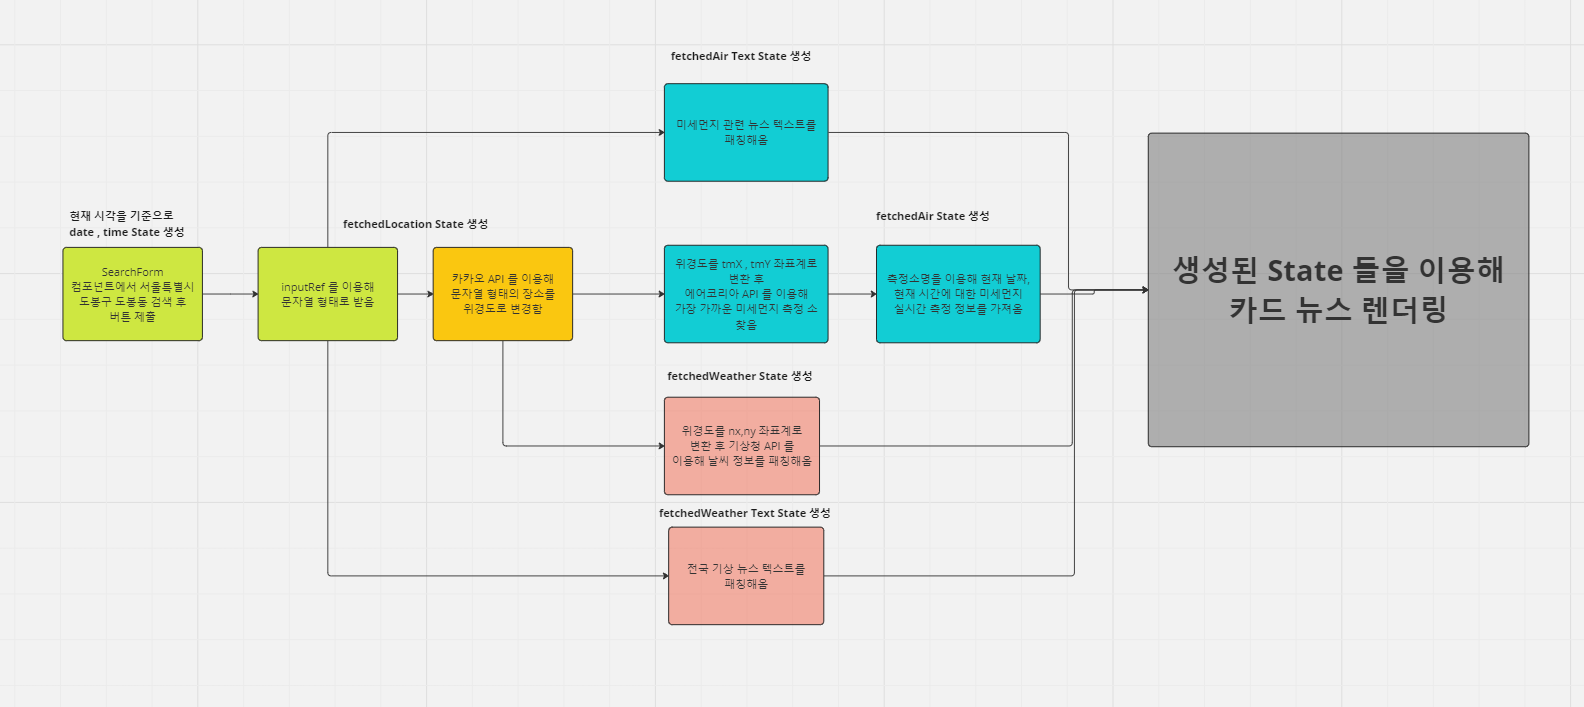 fetchedAir Text State 생성
미세먼지 관련 뉴스 텍스트를
패칭해옴
현재 시각을 기준으로
date , time State 생성
SearchForm
컴포넌트에서 서울특별시
도봉구 도봉동 검색 후
버튼 제출
inputRef 를 이용해
문자열 형태로 받음
fetchedLocation State 생성
카카오 API 를 이용해
문자열 형태의 장소를
위경도로 변경함
위경도를 tmX , tmY 좌표계로
변환 후
에어코리아 API 를 이용해
가장 가까운 미세먼지 측정 소
찾음
fetchedAir State 생성
측정소명을 이용해 현재 날짜,
현재 시간에 대한 미세먼지
실시간 측정 정보를 가져옴
fetchedWeather State 생성
위경도를 nx,ny 좌표계로
변환 후 기상청 API 를
이용해 날씨 정보를 패칭해옴
fetchedWeather Text State 생성
전국 기상 뉴스 텍스트를
패칭해옴
생성된 State 들을 이용해
카드 뉴스 렌더링